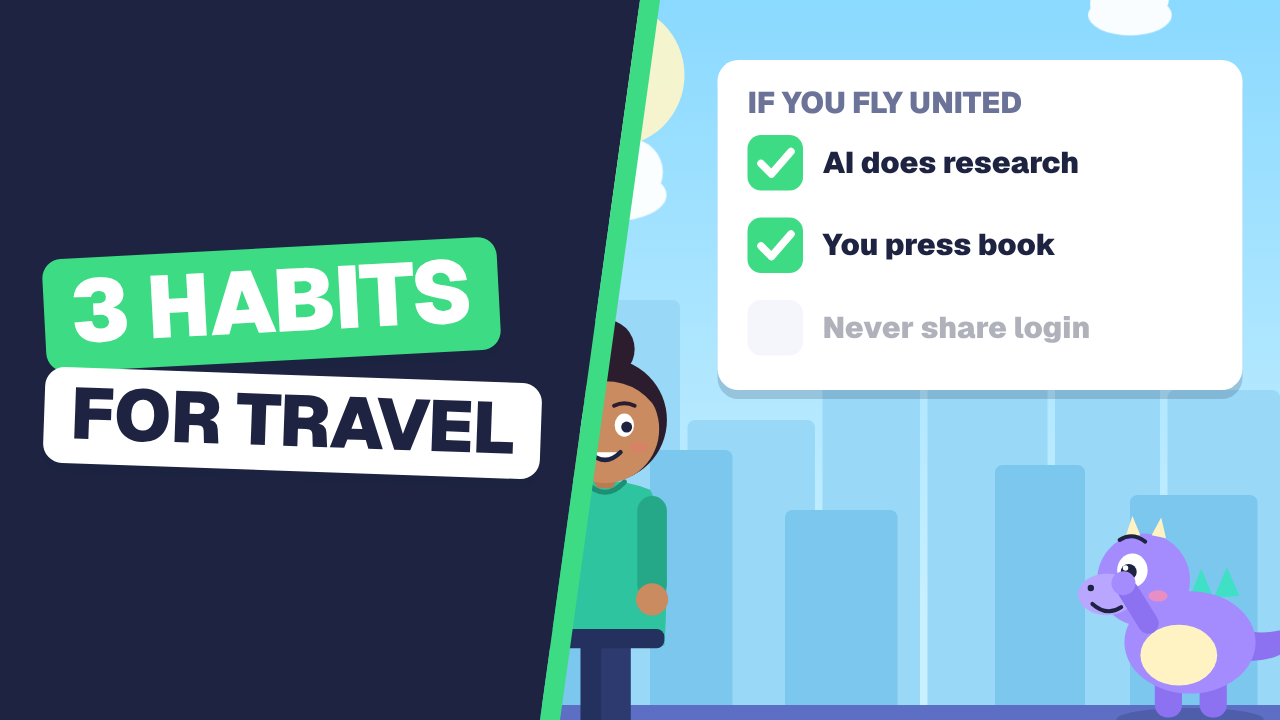 3 HABITS
FOR TRAVEL
IF YOU FLY UNITED
AI does research
You press book
Never share login